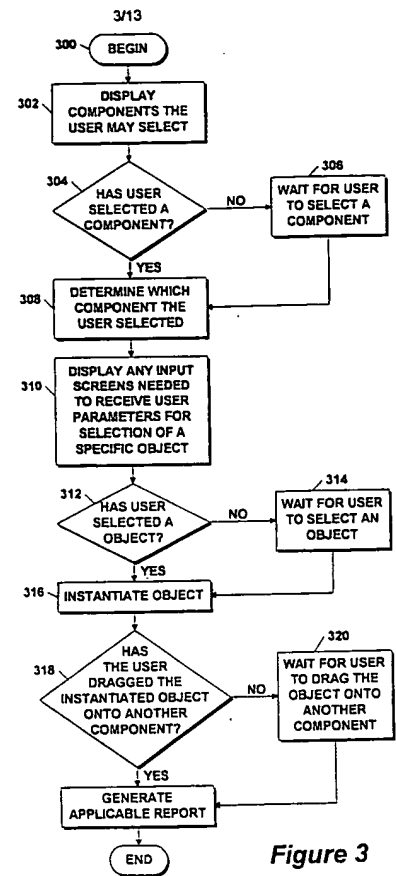 3/13
300
BEGIN
302
DISPLAY
COMPONENTS THE
USER MAY SELECT
304
HAS USER
SELECTED A
COMPONENT?
NO
306
WAIT FOR USER
TO SELECT A
COMPONENT
YES
308
DETERMINE WHICH
COMPONENT THE
USER SELECTED
310
DISPLAY ANY INPUT
SCREENS NEEDED
TO RECEIVE USER
PARAMETERS FOR
SELECTION OF A
SPECIFIC OBJECT
312
HAS USER
SELECTED A
OBJECT?
NO
314
WAIT FOR USER
TO SELECT AN
OBJECT
YES
316
INSTANTIATE OBJECT
318
HAS
THE USER
DRAGGED THE
INSTANTIATED OBJECT
ONTO ANOTHER
COMPONENT?
NO
320
WAIT FOR USER
TO DRAG THE
OBJECT ONTO
ANOTHER
COMPONENT
YES
GENERATE
APPLICABLE REPORT
END
Figure 3